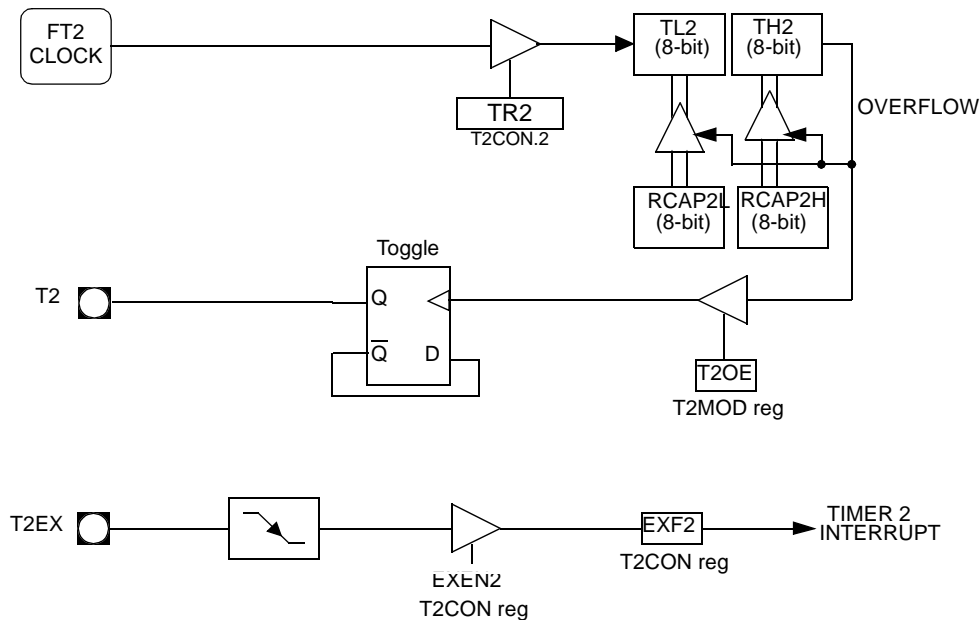 FT2
CLOCK
TL2
(8-bit)
TH2
(8-bit)
TR2
T2CON.2
OVERFLOW
RCAP2L
(8-bit)
RCAP2H
(8-bit)
Toggle
T2
Q
Q
D
T2OE
T2MOD reg
T2EX
EXEN2
T2CON reg
EXF2
T2CON reg
TIMER 2
INTERRUPT